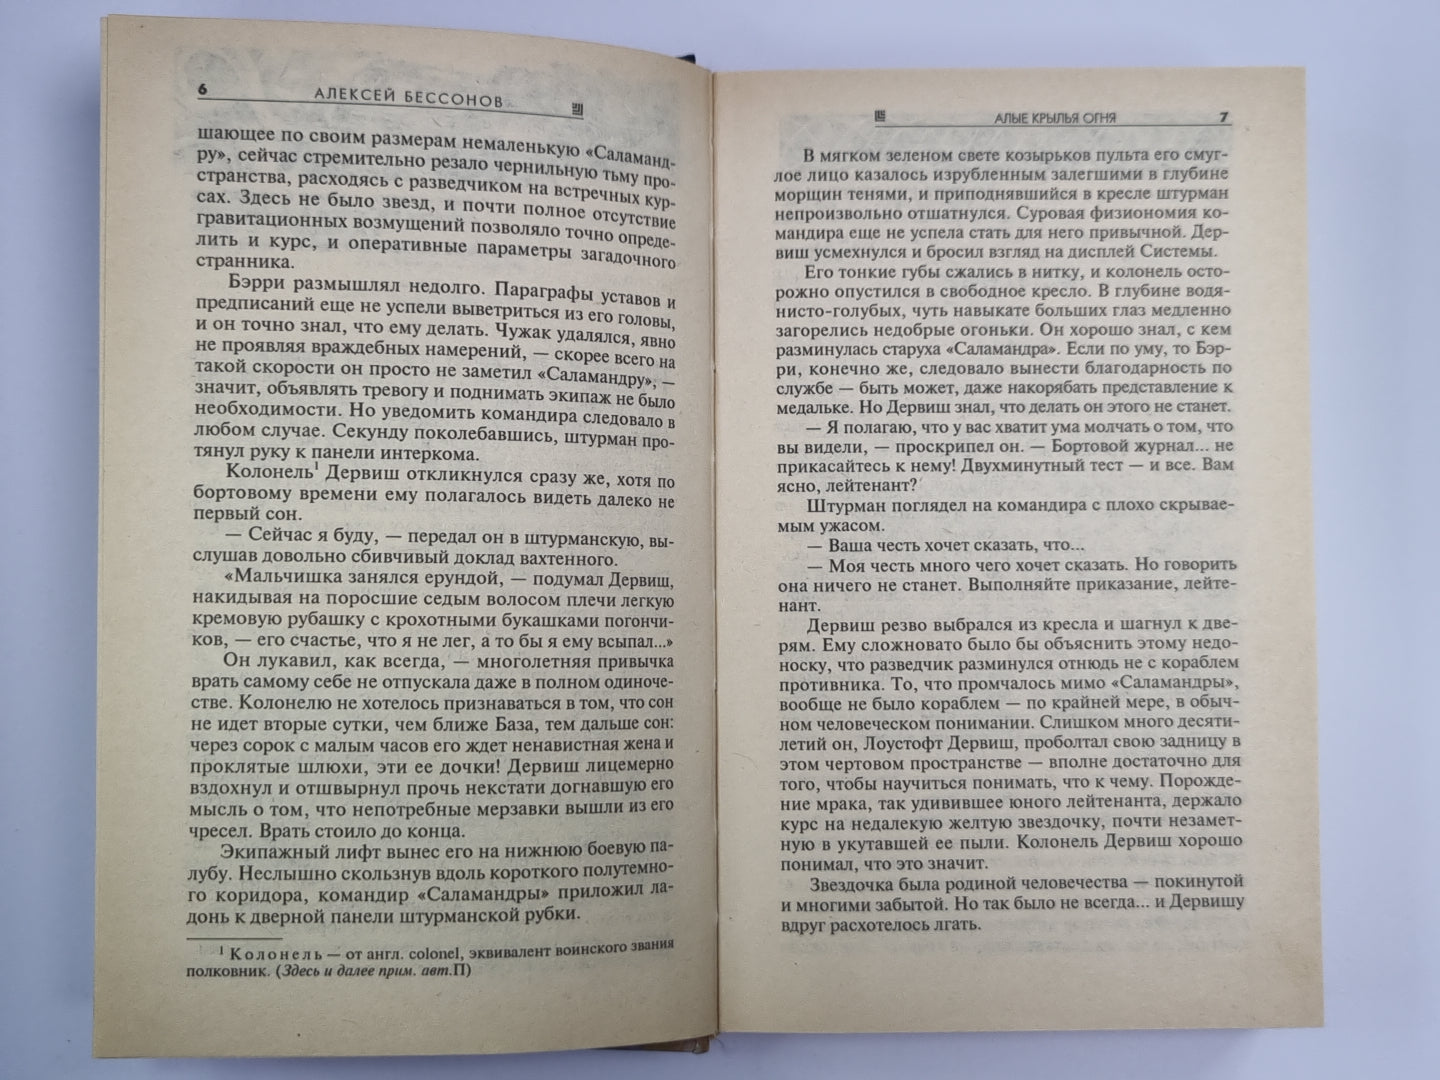 6
АЛЕКСЕЙ БЕССОНОВ
шающее по своим размерам немаленькую «Саламанд-
ру», сейчас стремительно резало чернильную тьму про-
странства, расходясь с разведчиком на встречных кур-
сах. Здесь не было звезд, и почти полное отсутствие
гравитационных возмущений позволяло точно опреде-
лить и курс, и оперативные параметры загадочного
странника.
Бэрри размышлял недолго. Параграфы уставов и
предписаний еще не успели выветриться из его головы,
и он точно знал, что ему делать. Чужак удалялся, явно
не проявляя враждебных намерений, — скорее всего на
такой скорости он просто не заметил «Саламандру», —
значит, объявлять тревогу и поднимать экипаж не было
необходимости. Но уведомить командира следовало в
любом случае. Секунду поколебавшись, штурман про-
тянул руку к панели интеркома.
Колонель¹ Дервиш откликнулся сразу же, хотя по
бортовому времени ему полагалось видеть далеко не
первый сон.
— Сейчас я буду, — передал он в штурманскую, вы-
слушав довольно сбивчивый доклад вахтенного.
«Мальчишка занялся ерундой, — подумал Дервиш,
накидывая на поросшие седым волосом плечи легкую
кремовую рубашку с крохотными букашками погончи-
ков, — его счастье, что я не лег, а то бы я ему всыпал...»
Он лукавил, как всегда, — многолетняя привычка
врать самому себе не отпускала даже в полном одиноче-
стве. Колонелю не хотелось признаваться в том, что сон
не идет вторые сутки, чем ближе База, тем дальше сон:
через сорок с малым часов его ждет ненавистная жена и
проклятые шлюхи, эти ее дочки! Дервиш лицемерно
вздохнул и отшвырнул прочь некстати догнавшую его
мысль о том, что непотребные мерзавки вышли из его
чресел. Врать стоило до конца.
Экипажный лифт вынес его на нижнюю боевую па-
лубу. Неслышно скользнув вдоль короткого полутемно-
го коридора, командир «Саламандры» приложил ла-
донь к дверной панели штурманской рубки.
¹ Колонель — от англ. colonel, эквивалент воинского звания
полковник. (Здесь и далее прим. авт.П)
АЛЫЕ КРЫЛЬЯ ОГНЯ
7
В мягком зеленом свете козырьков пульта его смуг-
лое лицо казалось изрубленным залегшими в глубине
морщин тенями, и приподнявшийся в кресле штурман
непроизвольно отшатнулся. Суровая физиономия ко-
мандира еще не успела стать для него привычной. Дер-
виш усмехнулся и бросил взгляд на дисплей Системы.
Его тонкие губы сжались в нитку, и колонель осто-
рожно опустился в свободное кресло. В глубине водя-
нисто-голубых, чуть навыкате больших глаз медленно
загорелись недобрые огоньки. Он хорошо знал, с кем
разминулась старуха «Саламандра». Если по уму, то Бэр-
ри, конечно же, следовало вынести благодарность по
службе — быть может, даже накорябать представление к
медальке. Но Дервиш знал, что делать он этого не станет.
— Я полагаю, что у вас хватит ума молчать о том, что
вы видели, — проскрипел он. — Бортовой журнал... не
прикасайтесь к нему! Двухминутный тест — и все. Вам
ясно, лейтенант?
Штурман поглядел на командира с плохо скрывае-
мым ужасом.
— Ваша честь хочет сказать, что...
— Моя честь много чего хочет сказать. Но говорить
она ничего не станет. Выполняйте приказание, лейте-
нант.
Дервиш резво выбрался из кресла и шагнул к две-
рям. Ему сложновато было бы объяснить этому недо-
носку, что разведчик разминулся отнюдь не с кораблем
противника. То, что промчалось мимо «Саламандры»,
вообще не было кораблем — по крайней мере, в обыч-
ном человеческом понимании. Слишком много десяти-
летий он, Лоустофт Дервиш, проболтал свою задницу в
этом чертовом пространстве — вполне достаточно для
того, чтобы научиться понимать, что к чему. Порожде-
ние мрака, так удивившее юного лейтенанта, держало
курс на недалекую желтую звездочку, почти незамет-
ную в укутавшей ее пыли. Колонель Дервиш хорошо
понимал, что это значит.
Звездочка была родиной человечества — покинутой
и многими забытой. Но так было не всегда... и Дервишу
вдруг расхотелось лгать.